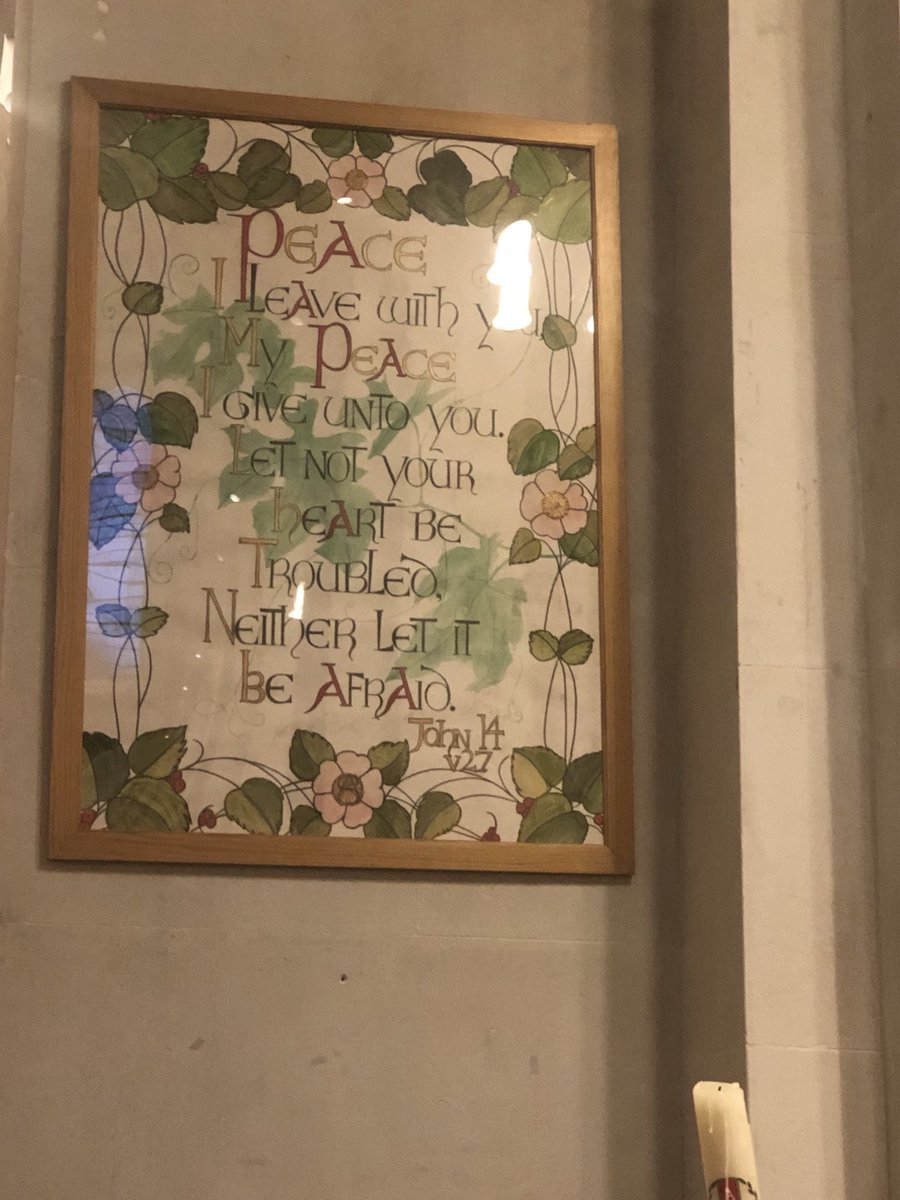 Peace
I Leave with you
My Peace
I give unto you.
Let not your
heart be
Troubled,
Neither let it
Be Afraid.
John 14
v27